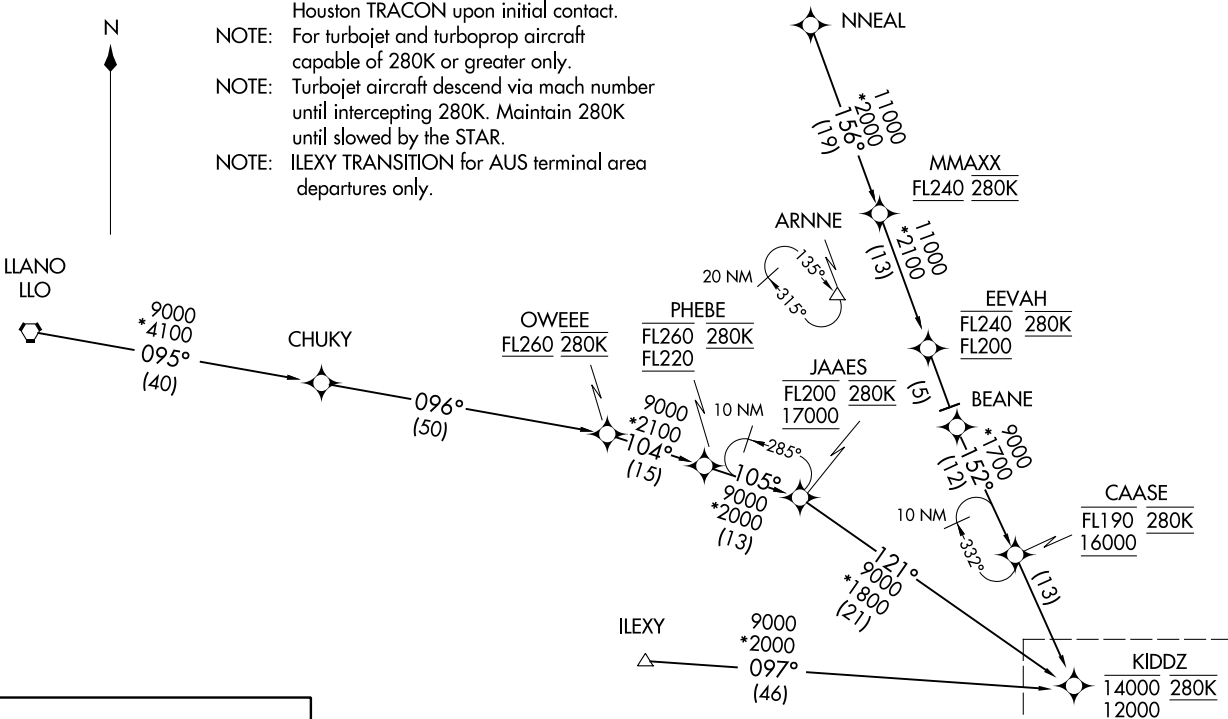 Houston TRACON upon initial contact.
NOTE: For turbojet and turboprop aircraft
capable of 280K or greater only.
NOTE: Turbojet aircraft descend via mach number
until intercepting 280K. Maintain 280K
until slowed by the STAR.
NOTE: ILEXY TRANSITION for AUS terminal area
departures only.
N
NNEAL
11000
*2000
156°
(19)
MMAXX
FL240 280K
11000
*2100
(13)
ARNNE
135°
315°
20 NM
EEVAH
FL240 280K
FL200
(5)
BEANE
9000
*1700
152°
(12)
CAASE
FL190 280K
16000
10 NM
332°
(13)
LLANO
LLO
9000
*4100
095°
(40)
CHUKY
096°
(50)
OWEEE
FL260 280K
9000
*2100
104°
(15)
PHEBE
FL260 280K
FL220
10 NM
285°
105°
9000
*2000
(13)
JAAES
FL200 280K
17000
121°
9000
*1800
(21)
ILEXY
9000
*2000
097°
(46)
KIDDZ
14000 280K
12000